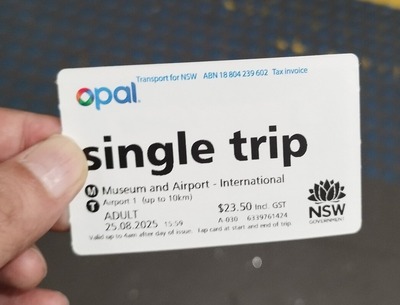 opal.
Transport for NSW ABN 18 804 239 602 Tax invoice
single trip
M Museum and Airport - International
T Airport 1 (up to 10km)
ADULT $23.50 Incl. GST
25.08.2025 15:59 A-030 6339761424
Valid up to 4am after day of issue. Tap card at start and end of trip.
NSW
GOVERNMENT